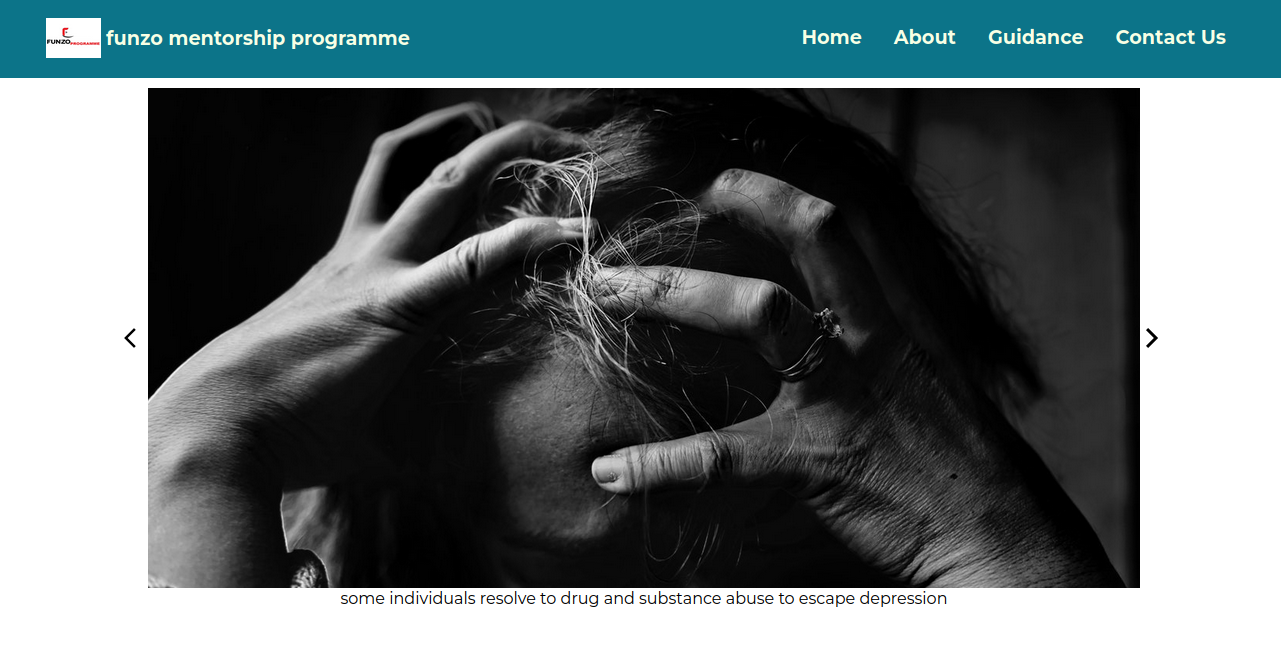 FUNZO PROGRAMME
funzo mentorship programme
Home
About
Guidance
Contact Us
some individuals resolve to drug and substance abuse to escape depression